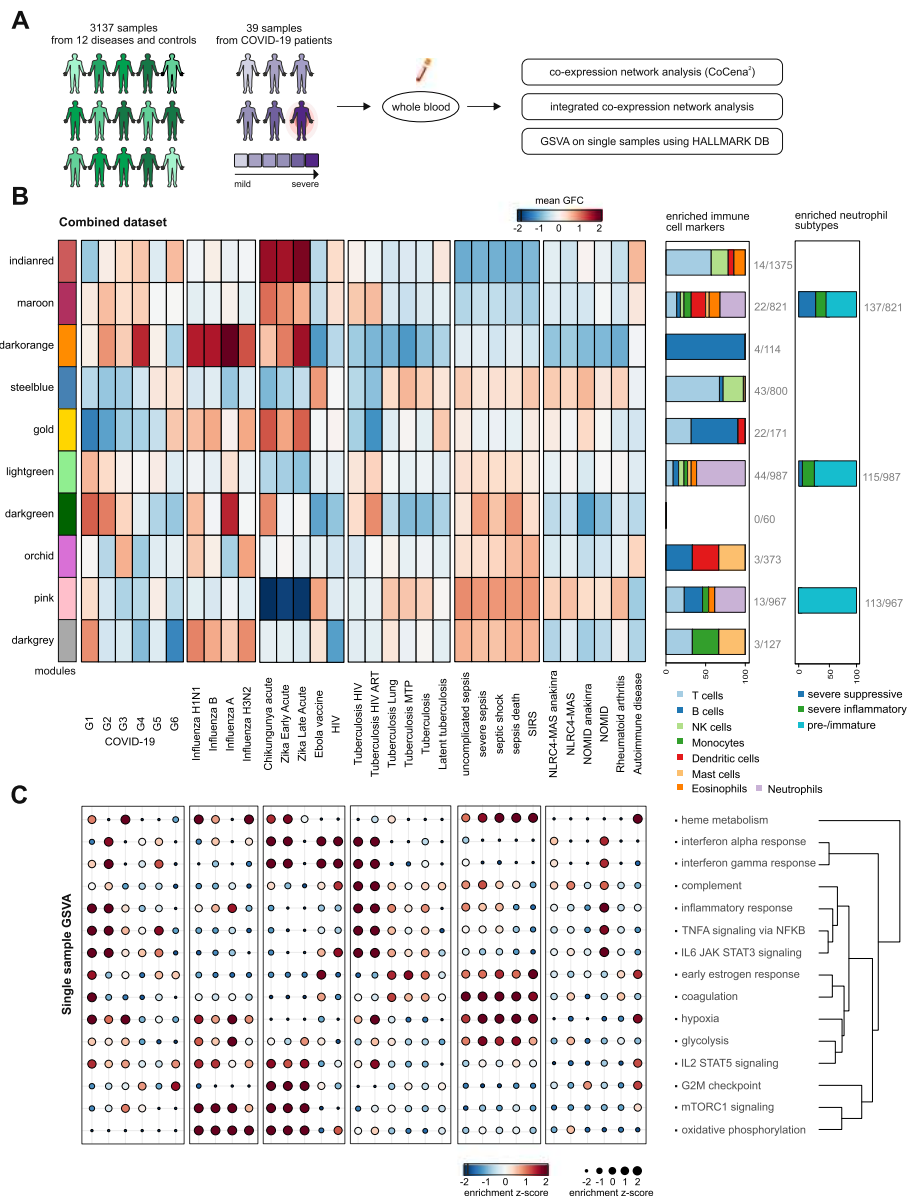 A
3137 samples
from 12 diseases and controls
39 samples
from COVID-19 patients
mild
severe
whole blood
co-expression network analysis (CoCena²)
integrated co-expression network analysis
GSVA on single samples using HALLMARK DB
B
Combined dataset
mean GFC
-2 -1 0 1 2
enriched immune
cell markers
enriched neutrophil
subtypes
indianred
14/1375
maroon
22/821
137/821
darkorange
4/114
steelblue
43/800
gold
22/171
lightgreen
44/987
115/987
darkgreen
0/60
orchid
3/373
pink
13/967
113/967
darkgrey
3/127
modules
0
50
100
0
50
100
G1
G2
G3
G4
G5
G6
COVID-19
Influenza H1N1
Influenza B
Influenza A
Influenza H3N2
Chikungunya acute
Zika Early Acute
Zika Late Acute
Ebola vaccine
HIV
Tuberculosis HIV
Tuberculosis HIV ART
Tuberculosis Lung
Tuberculosis MTP
Tuberculosis
Latent tuberculosis
uncomplicated sepsis
severe sepsis
septic shock
sepsis death
SIRS
NLRC4-MAS anakinra
NLRC4-MAS
NOMID anakinra
NOMID
Rheumatoid arthritis
Autoimmune disease
T cells
B cells
NK cells
Monocytes
Dendritic cells
Mast cells
Eosinophils
Neutrophils
severe suppressive
severe inflammatory
pre-/immature
C
Single sample GSVA
heme metabolism
interferon alpha response
interferon gamma response
complement
inflammatory response
TNFA signaling via NFKB
IL6 JAK STAT3 signaling
early estrogen response
coagulation
hypoxia
glycolysis
IL2 STAT5 signaling
G2M checkpoint
mTORC1 signaling
oxidative phosphorylation
-2 -1 0 1 2
enrichment z-score
-2 -1 0 1 2
enrichment z-score